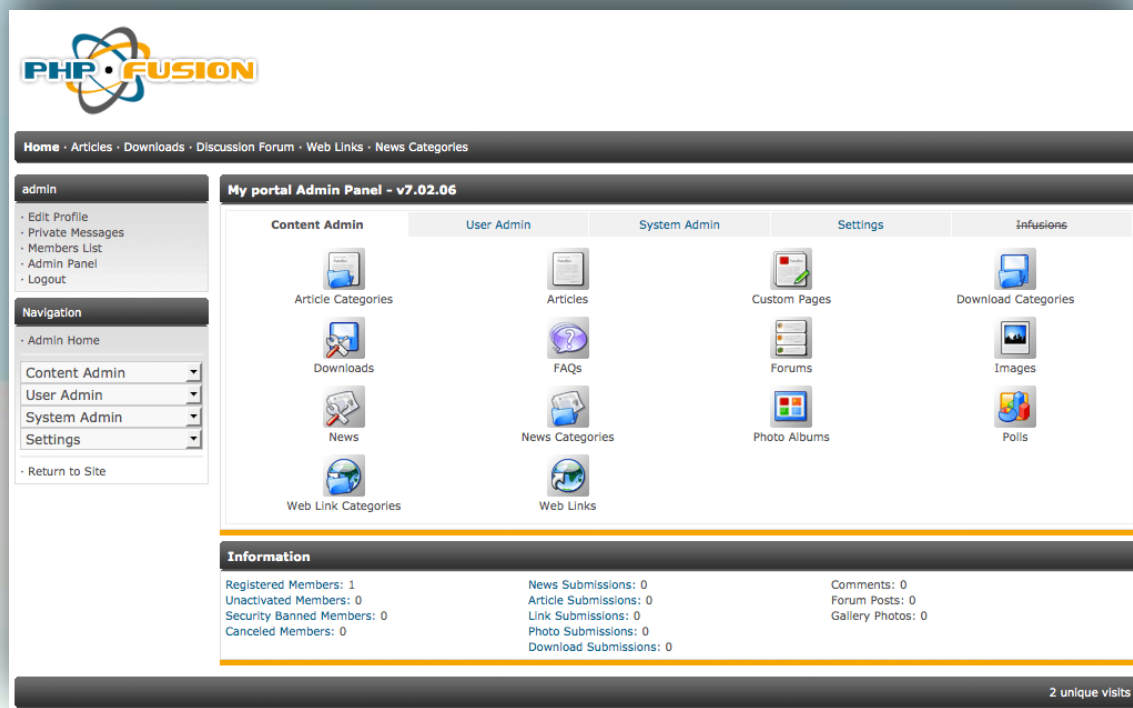 PHP FUSION
Home · Articles · Downloads · Discussion Forum · Web Links · News Categories
admin
· Edit Profile
· Private Messages
· Members List
· Admin Panel
· Logout
Navigation
· Admin Home
Content Admin
User Admin
System Admin
Settings
· Return to Site
My portal Admin Panel - v7.02.06
Content Admin User Admin System Admin Settings Infusions
Article Categories Articles Custom Pages Download Categories
Downloads FAQs Forums Images
News News Categories Photo Albums Polls
Web Link Categories Web Links
Information
Registered Members: 1
Unactivated Members: 0
Security Banned Members: 0
Canceled Members: 0
News Submissions: 0
Article Submissions: 0
Link Submissions: 0
Photo Submissions: 0
Download Submissions: 0
Comments: 0
Forum Posts: 0
Gallery Photos: 0
2 unique visits